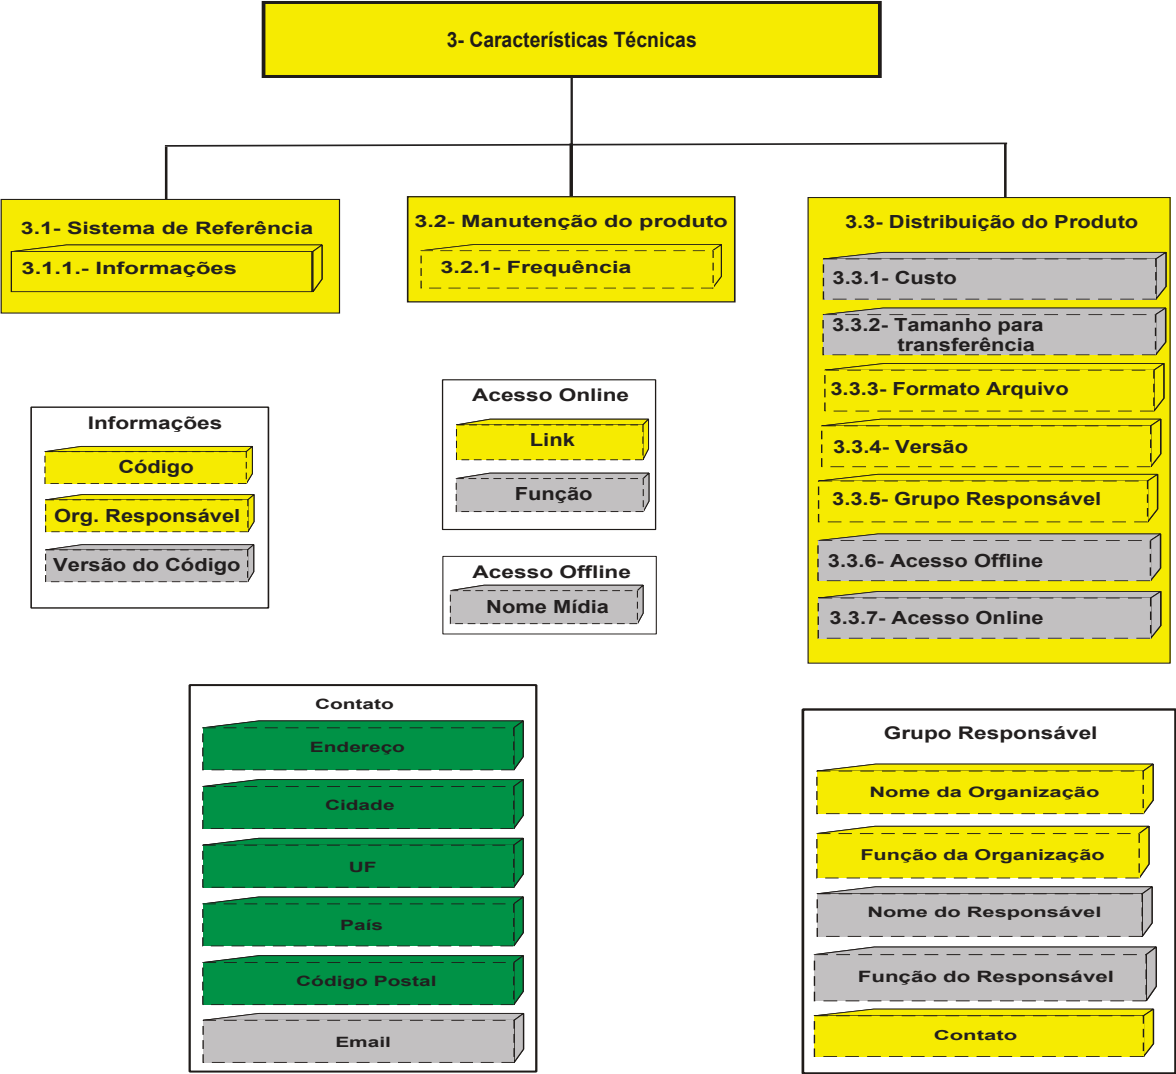 3- Características Técnicas
3.1- Sistema de Referência
3.1.1.- Informações
3.2- Manutenção do produto
3.2.1- Frequência
3.3- Distribuição do Produto
3.3.1- Custo
3.3.2- Tamanho para
transferência
3.3.3- Formato Arquivo
3.3.4- Versão
3.3.5- Grupo Responsável
3.3.6- Acesso Offline
3.3.7- Acesso Online
Informações
Código
Org. Responsável
Versão do Código
Acesso Online
Link
Função
Acesso Offline
Nome Mídia
Contato
Endereço
Cidade
UF
País
Código Postal
Email
Grupo Responsável
Nome da Organização
Função da Organização
Nome do Responsável
Função do Responsável
Contato